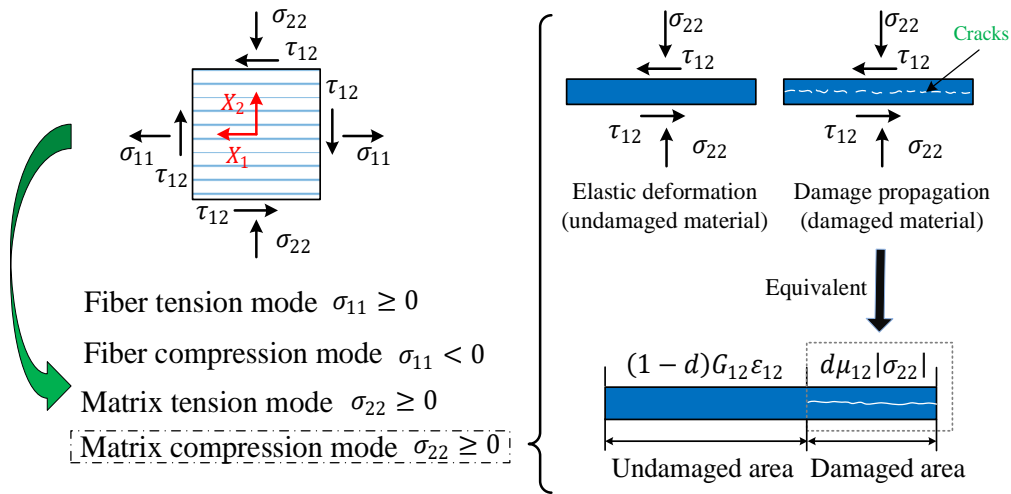 σ₂₂
τ₁₂
τ₁₂
X₂
X₁
σ₁₁
σ₁₁
τ₁₂
τ₁₂
σ₂₂
Fiber tension mode σ₁₁ ≥ 0
Fiber compression mode σ₁₁ < 0
Matrix tension mode σ₂₂ ≥ 0
Matrix compression mode σ₂₂ ≥ 0
σ₂₂
τ₁₂
τ₁₂
σ₂₂
Elastic deformation
(undamaged material)
σ₂₂
Cracks
τ₁₂
τ₁₂
σ₂₂
Damage propagation
(damaged material)
Equivalent
(1 − d)G₁₂ε₁₂
dμ₁₂|σ₂₂|
Undamaged area
Damaged area